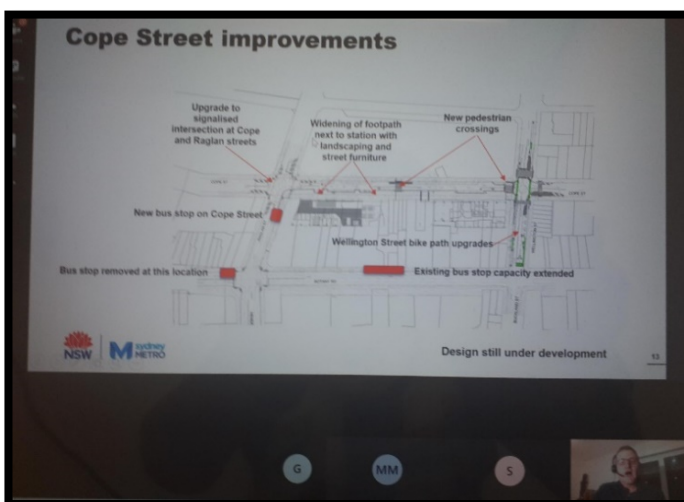 Cope Street improvements
Upgrade to
signalised
intersection at Cope
and Raglan streets
Widening of footpath
next to station with
landscaping and
street furniture
New pedestrian
crossings
New bus stop on Cope Street
Wellington Street bike path upgrades
Bus stop removed at this location
Existing bus stop capacity extended
NSW
M sydney
METRO
Design still under development
13
G
MM
S